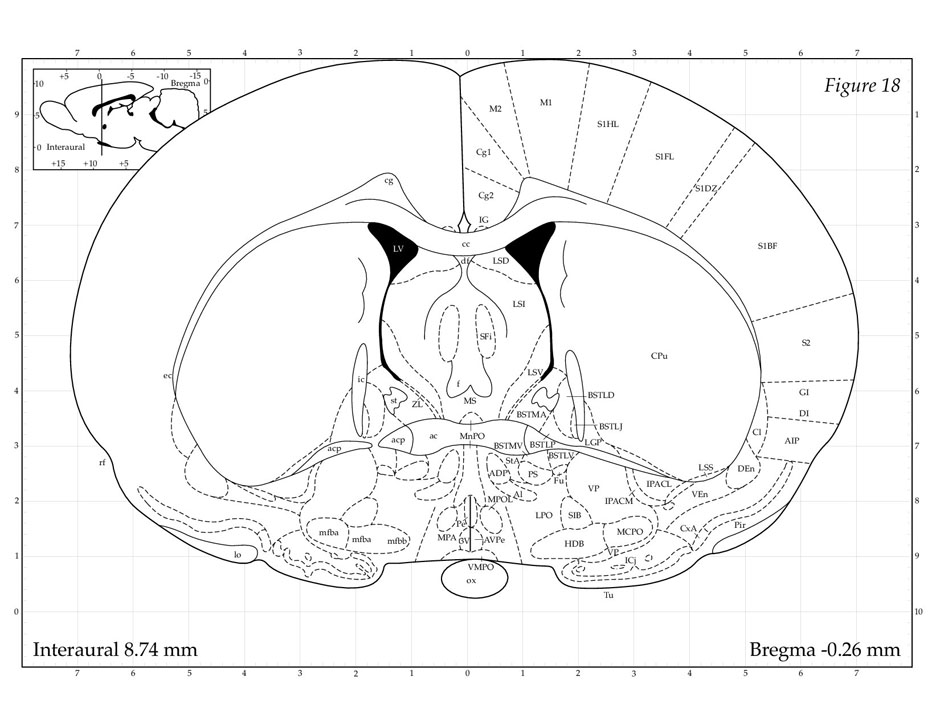 7 6 5 4 3 2 1 0 1 2 3 4 5 6 7
Figure 18
+5 0 -5 -10 -15
Bregma
-10 0
-5 5
-0 Interaural
+15 +10 +5
9 1
8 2
7 3
6 4
5 5
4 6
3 7
2 8
1 9
0 10
M2 M1
S1HL
Cg1 S1FL
cg Cg2 S1DZ
IG
LV cc S1BF
df LSD
LSI
SFi S2
CPu
ec ic LSV
f GI
st ZL MS BSTLD
BSTMA DI
BSTLJ
acp acp ac MnPO BSTMV BSTLP LGP Cl AIP
rf StA BSTLV LSS DEn
ADP PS Fu IPACL
VP VEn
MPOL AI IPACM
Pe LPO SIB CxA Pir
mfba mfba mfbb MPA 3V AVPe HDB MCPO
lo VP
ICj
VMPO
ox
Tu
Interaural 8.74 mm Bregma -0.26 mm
7 6 5 4 3 2 1 0 1 2 3 4 5 6 7